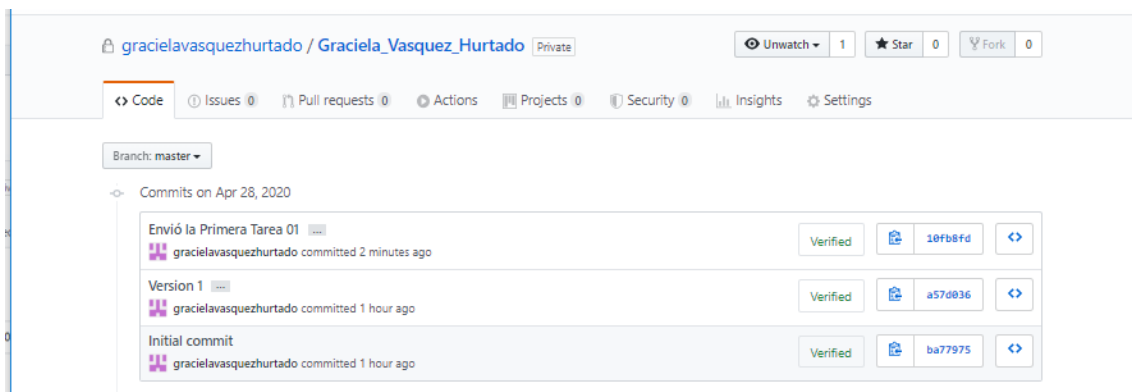 gracielavasquezhurtado / Graciela_Vasquez_Hurtado Private Unwatch 1 Star 0 Fork 0
<> Code Issues 0 Pull requests 0 Actions Projects 0 Security 0 Insights Settings
Branch: master
Commits on Apr 28, 2020
Envió la Primera Tarea 01 ...
gracielavasquezhurtado committed 2 minutes ago
Verified 10fb8fd <>
Version 1 ...
gracielavasquezhurtado committed 1 hour ago
Verified a57d036 <>
Initial commit
gracielavasquezhurtado committed 1 hour ago
Verified ba77975 <>